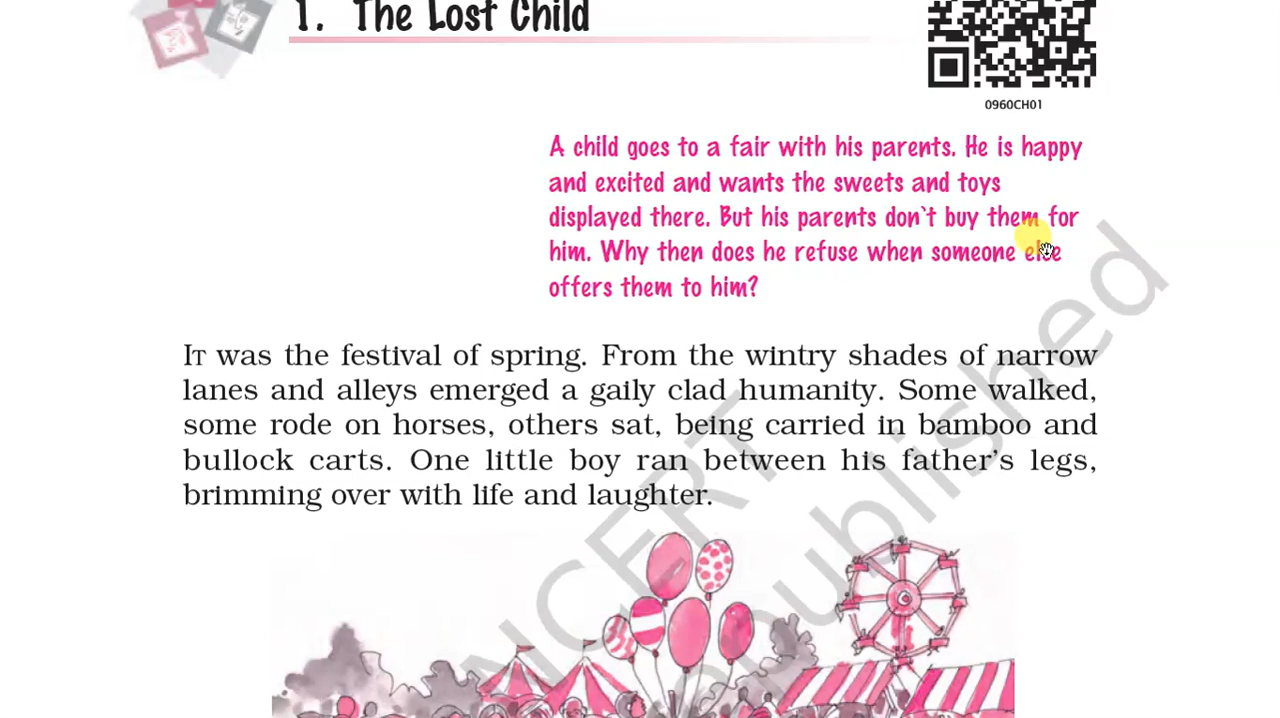 1. The Lost Child
0960CH01
A child goes to a fair with his parents. He is happy
and excited and wants the sweets and toys
displayed there. But his parents don't buy them for
him. Why then does he refuse when someone else
offers them to him?
IT was the festival of spring. From the wintry shades of narrow
lanes and alleys emerged a gaily clad humanity. Some walked,
some rode on horses, others sat, being carried in bamboo and
bullock carts. One little boy ran between his father's legs,
brimming over with life and laughter.
NCERT
republished